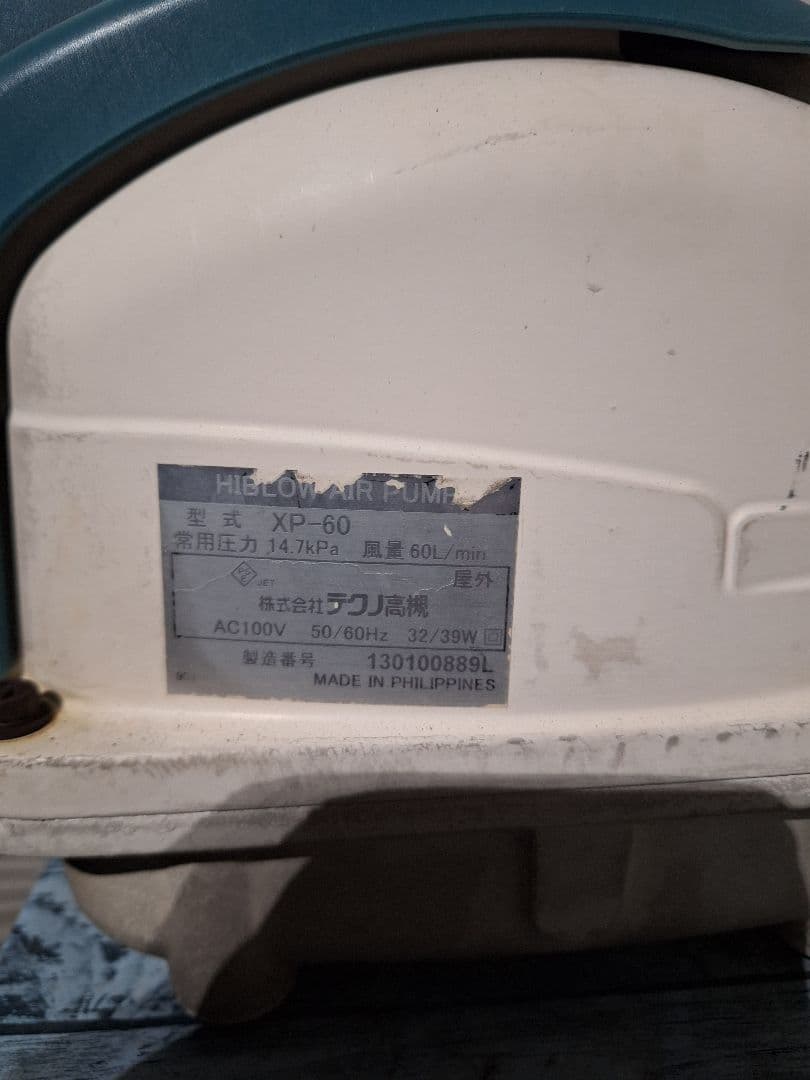 HIBLOW AIR PUMP
型式 XP-60
常用圧力 14.7kPa 風量 60L/min
PSE JET 屋外
株式会社 テクノ高槻
AC100V 50/60Hz 32/39W
製造番号 130100889L
MADE IN PHILIPPINES